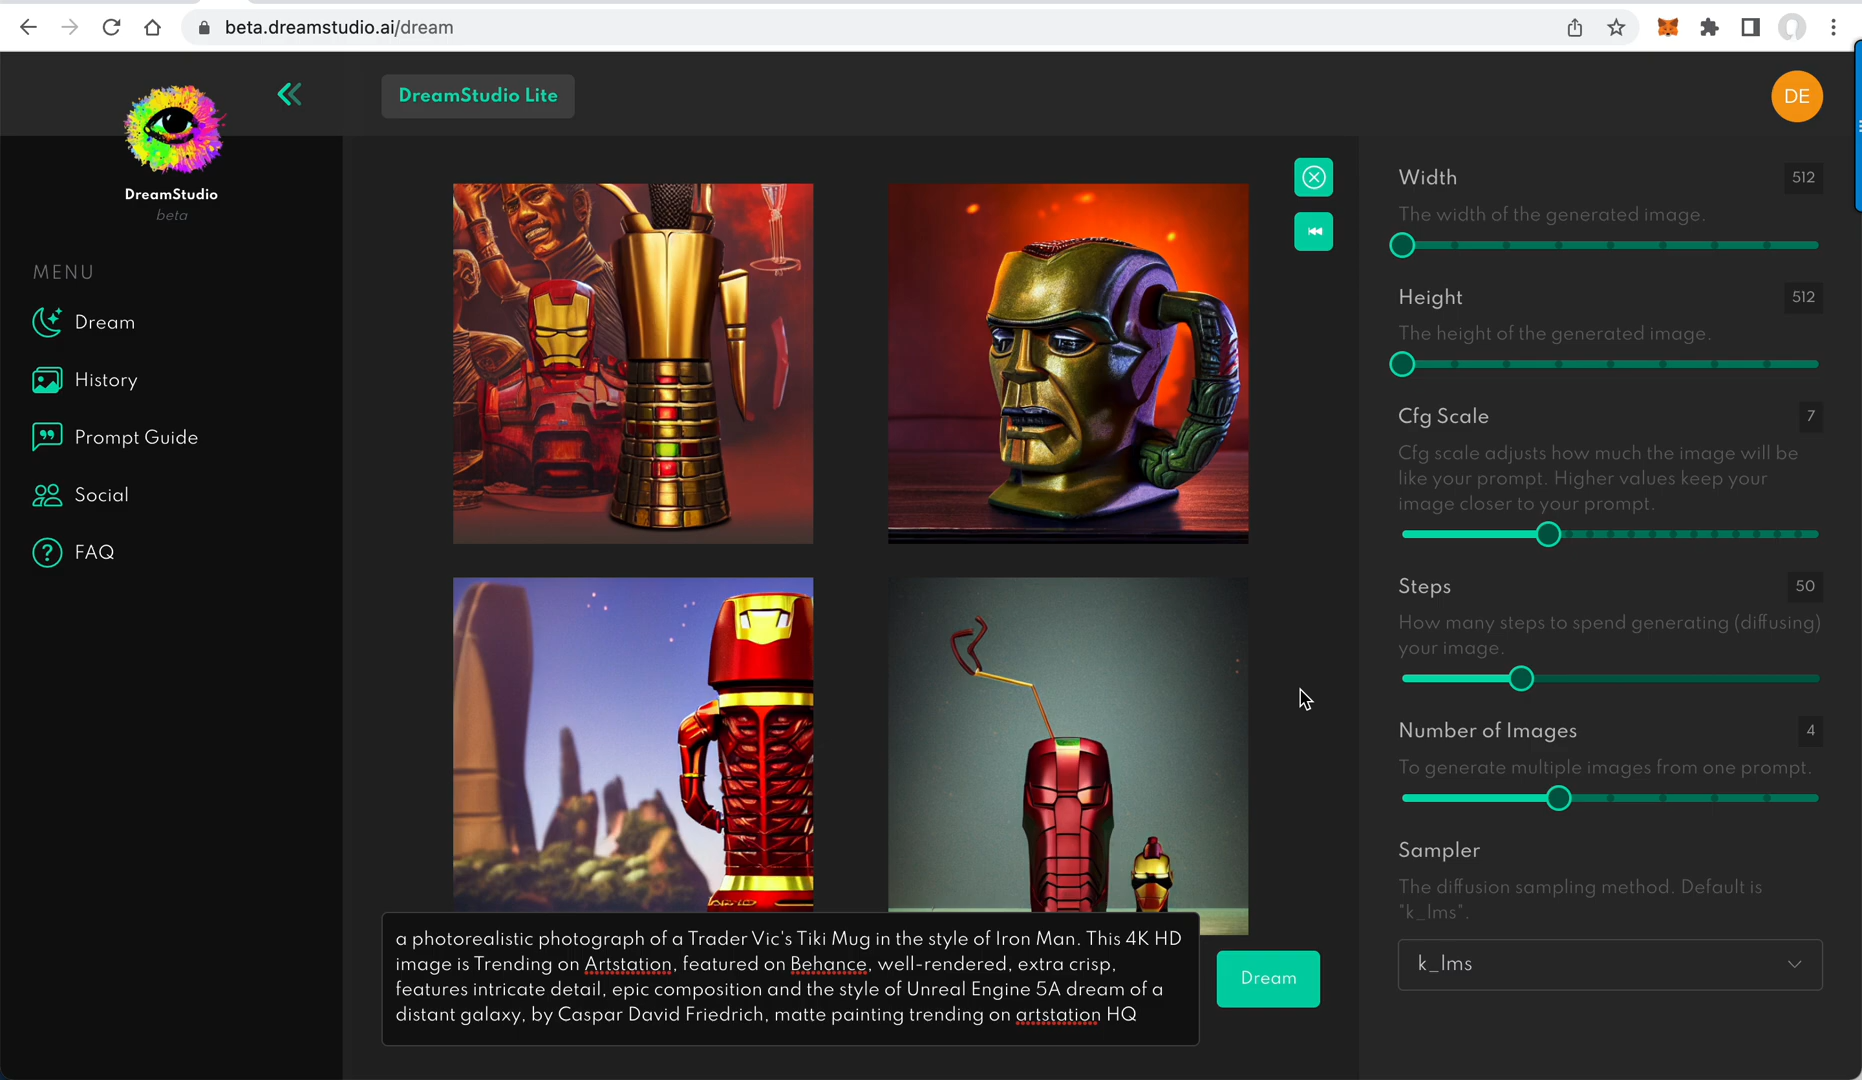 beta.dreamstudio.ai/dream
DreamStudio Lite
DE
DreamStudio
beta
MENU
Dream
History
Prompt Guide
Social
FAQ
a photorealistic photograph of a Trader Vic's Tiki Mug in the style of Iron Man. This 4K HD
image is Trending on Artstation, featured on Behance, well-rendered, extra crisp,
features intricate detail, epic composition and the style of Unreal Engine 5A dream of a
distant galaxy, by Caspar David Friedrich, matte painting trending on artstation HQ
Dream
Width
512
The width of the generated image.
Height
512
The height of the generated image.
Cfg Scale
7
Cfg scale adjusts how much the image will be
like your prompt. Higher values keep your
image closer to your prompt.
Steps
50
How many steps to spend generating (diffusing)
your image.
Number of Images
4
To generate multiple images from one prompt.
Sampler
The diffusion sampling method. Default is
"k_lms".
k_lms